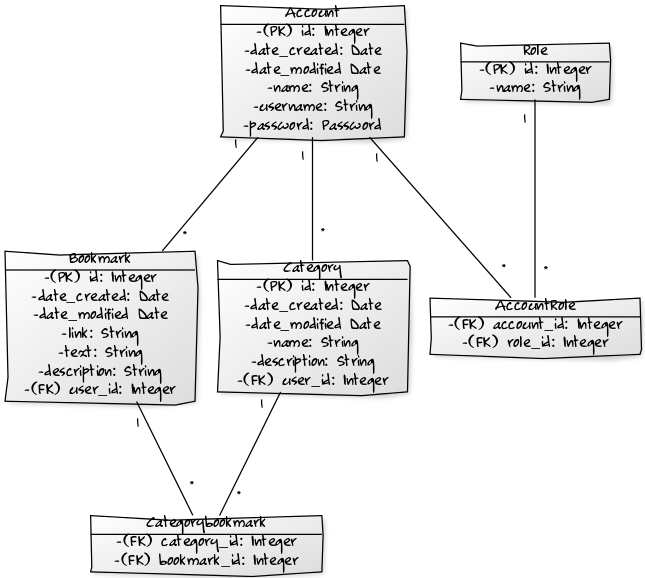 Account
-(PK) id: Integer
-date_created: Date
-date_modified Date
-name: String
-username: String
-password: Password
Role
-(PK) id: Integer
-name: String
1
1
1
1
*
*
*
*
Bookmark
-(PK) id: Integer
-date_created: Date
-date_modified Date
-link: String
-text: String
-description: String
-(FK) user_id: Integer
Category
-(PK) id: Integer
-date_created: Date
-date_modified Date
-name: String
-description: String
-(FK) user_id: Integer
AccountRole
-(FK) account_id: Integer
-(FK) role_id: Integer
1
1
*
*
Categorybookmark
-(FK) category_id: Integer
-(FK) bookmark_id: Integer